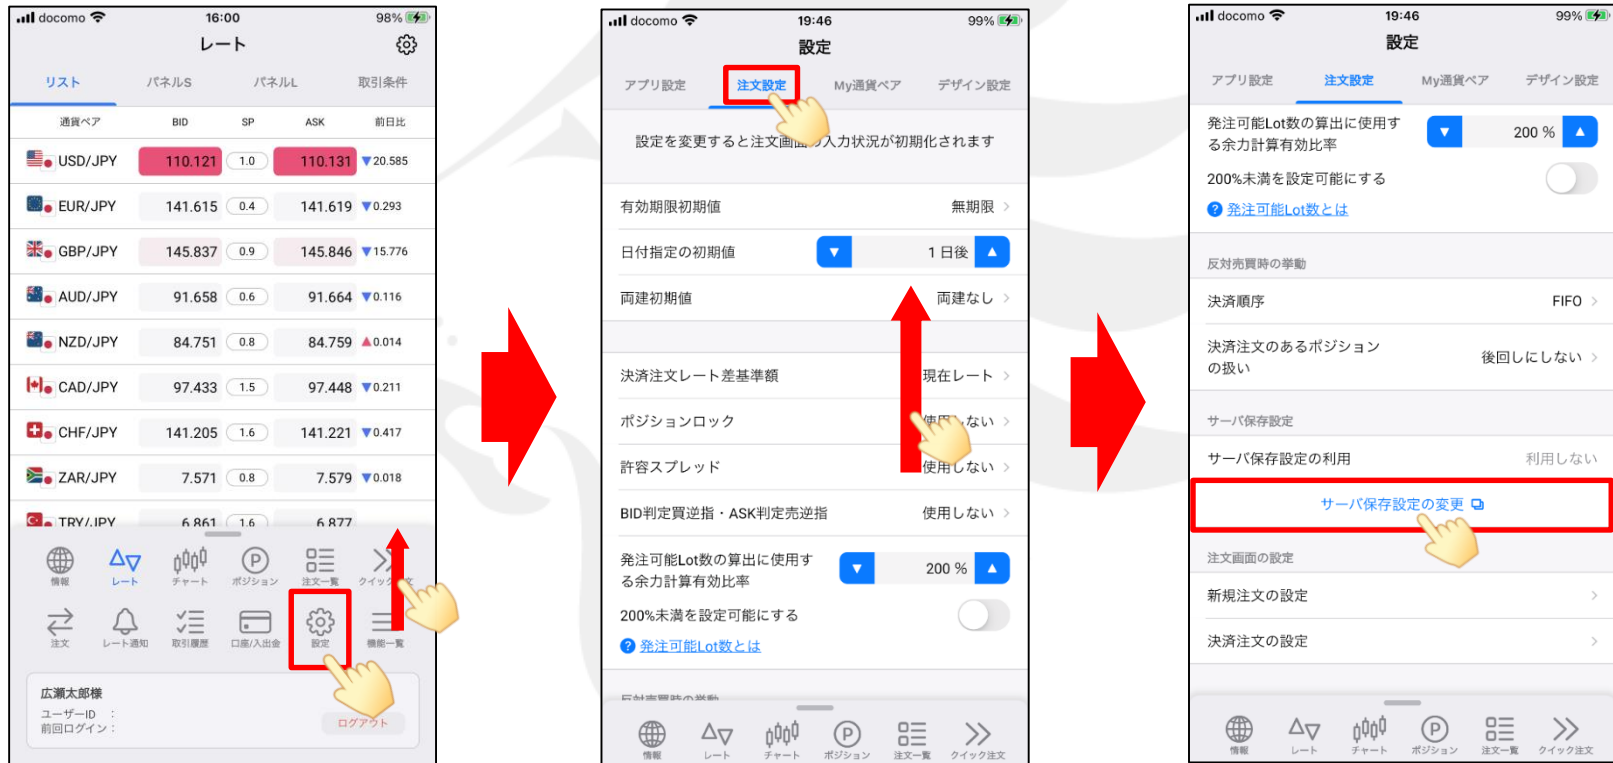 docomo
16:00
98%
レート
リスト
パネルS
パネルL
取引条件
通貨ペア
BID
SP
ASK
前日比
USD/JPY 110.121 1.0 110.131 ▼20.585
EUR/JPY 141.615 0.4 141.619 ▼0.293
GBP/JPY 145.837 0.9 145.846 ▼15.776
AUD/JPY 91.658 0.6 91.664 ▼0.116
NZD/JPY 84.751 0.8 84.759 ▲0.014
CAD/JPY 97.433 1.5 97.448 ▼0.211
CHF/JPY 141.205 1.6 141.221 ▼0.417
ZAR/JPY 7.571 0.8 7.579 ▼0.018
TRY/JPY 6.861 1.6 6.877
情報
レート
チャート
ポジション
注文一覧
クイック注文
注文
レート通知
取引履歴
口座/入出金
設定
機能一覧
広瀬太郎様
ユーザーID :
前回ログイン :
ログアウト
docomo
19:46
99%
設定
アプリ設定
注文設定
My通貨ペア
デザイン設定
設定を変更すると注文画面の入力状況が初期化されます
有効期限初期値
無期限
日付指定の初期値
▼ 1 日後 ▲
両建初期値
両建なし
決済注文レート差基準額
現在レート
ポジションロック
使用しない
許容スプレッド
使用しない
BID判定買逆指・ASK判定売逆指
使用しない
発注可能Lot数の算出に使用す
る余力計算有効比率
▼ 200 % ▲
200%未満を設定可能にする
? 発注可能Lot数とは
反対売買時の挙動
情報
レート
チャート
ポジション
注文一覧
クイック注文
docomo
19:46
99%
設定
アプリ設定
注文設定
My通貨ペア
デザイン設定
発注可能Lot数の算出に使用す
る余力計算有効比率
▼ 200 % ▲
200%未満を設定可能にする
? 発注可能Lot数とは
反対売買時の挙動
決済順序
FIFO
決済注文のあるポジション
の扱い
後回しにしない
サーバ保存設定
サーバ保存設定の利用
利用しない
サーバ保存設定の変更
注文画面の設定
新規注文の設定
決済注文の設定
情報
レート
チャート
ポジション
注文一覧
クイック注文